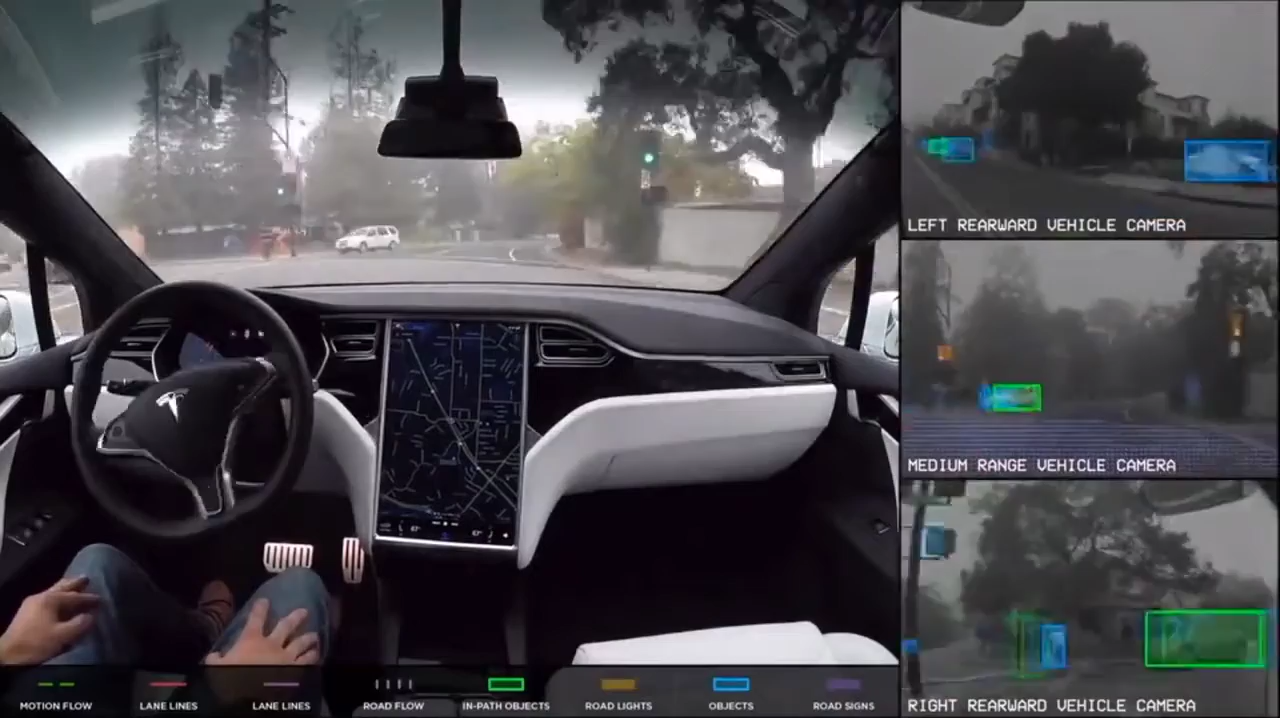 LEFT REARWARD VEHICLE CAMERA
MEDIUM RANGE VEHICLE CAMERA
RIGHT REARWARD VEHICLE CAMERA
MOTION FLOW
LANE LINES
LANE LINES
ROAD FLOW
IN-PATH OBJECTS
ROAD LIGHTS
OBJECTS
ROAD SIGNS